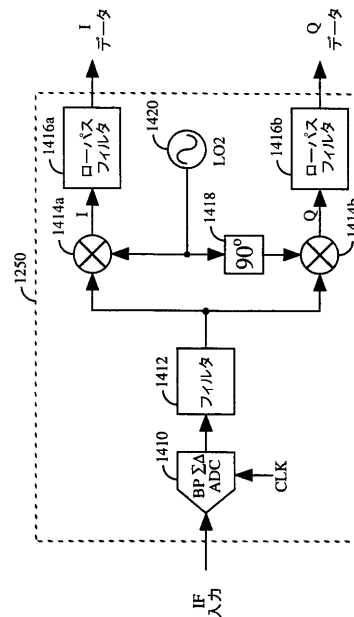 1250
IF
入力
1410
BP ΣΔ
ADC
CLK
1412
フィルタ
1414a
I
1416a
ローパス
フィルタ
I
データ
1420
LO2
1418
90°
1414b
Q
1416b
ローパス
フィルタ
Q
データ